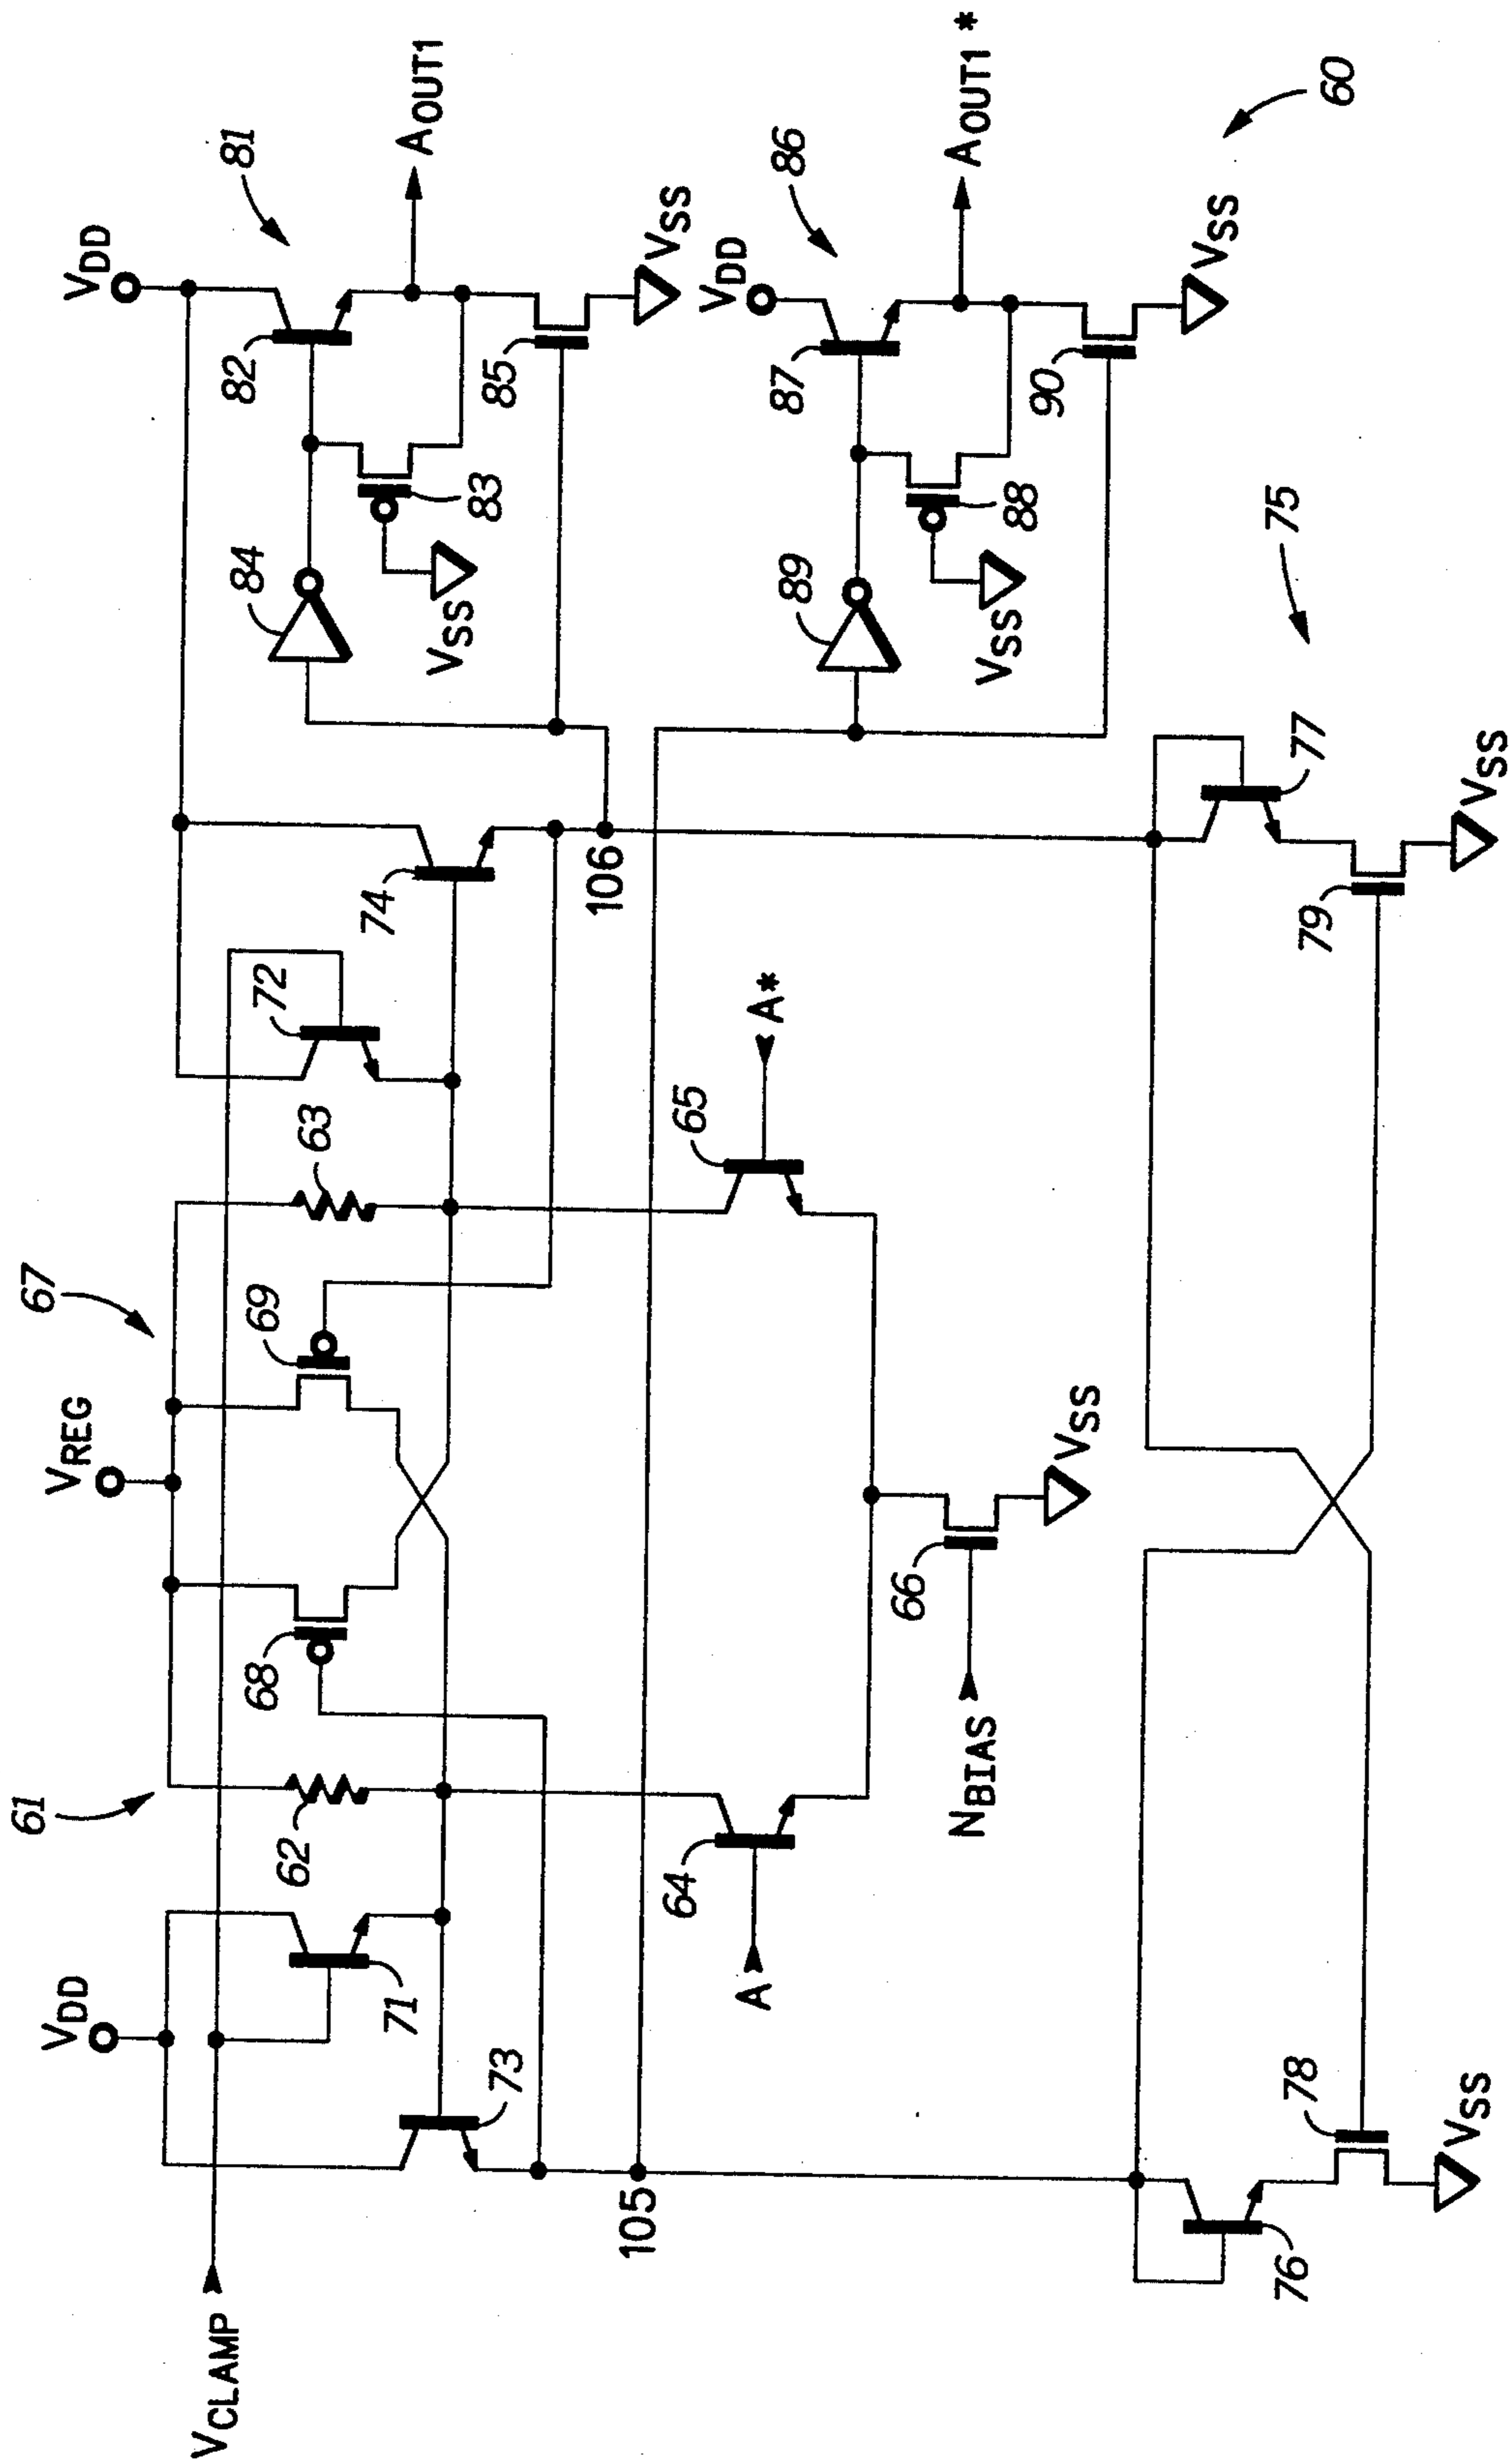 VCLAMP
VDD
61
VREG
67
VDD
81
AOUT1
73
71
62
68
69
63
72
74
82
83
84
VSS
85
VSS
105
A
64
65
A*
106
NBIAS
66
VSS
VDD
86
87
88
89
VSS
90
AOUT1*
VSS
60
75
76
78
VSS
79
77
VSS